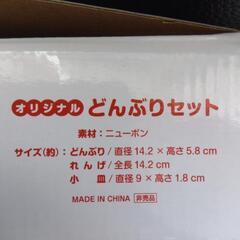 オリジナル どんぶりセット
素材：ニューボン
サイズ(約)：どんぶり/直径 14.2 × 高さ 5.8 cm
れんげ/全長 14.2 cm
小皿/直径 9 × 高さ 1.8 cm
MADE IN CHINA 非売品